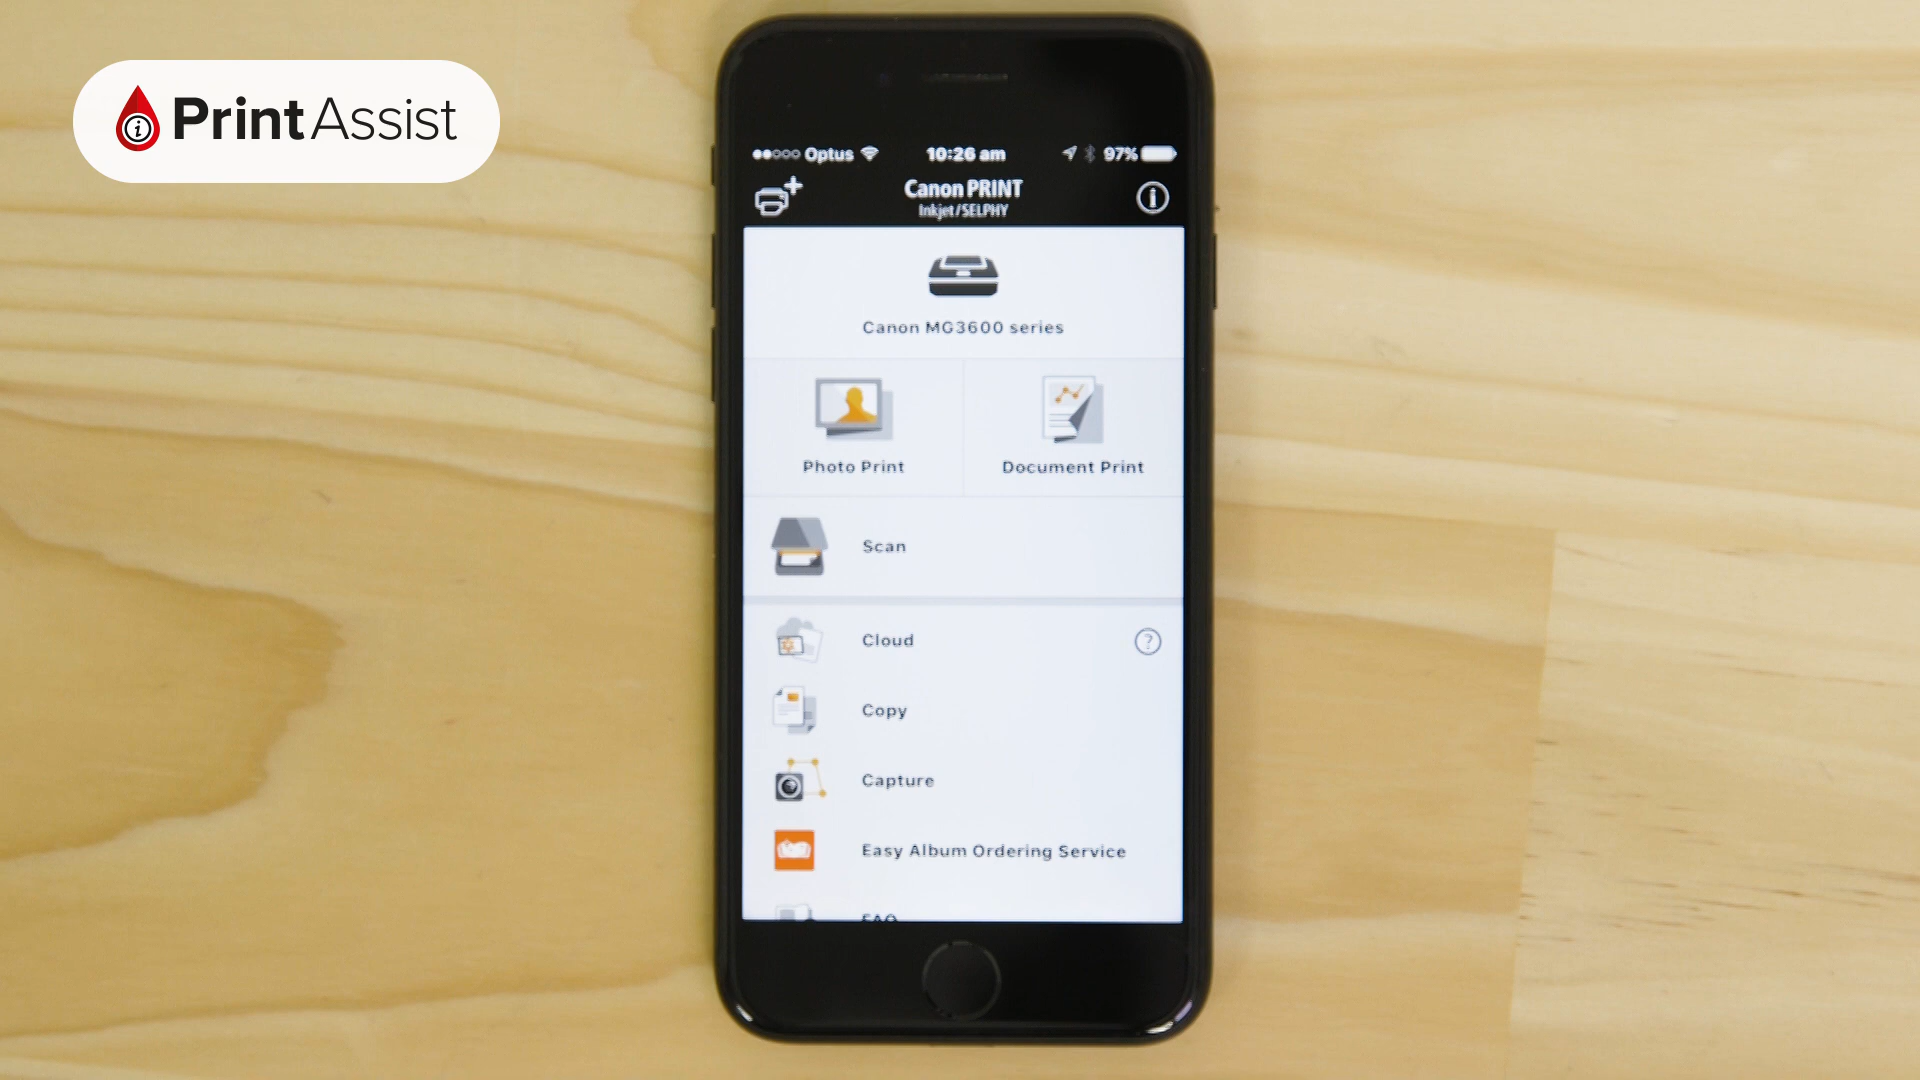 Print Assist
Optus 10:26 am 97%
Canon PRINT
Inkjet/SELPHY
Canon MG3600 series
Photo Print Document Print
Scan
Cloud ?
Copy
Capture
Easy Album Ordering Service
FAQ